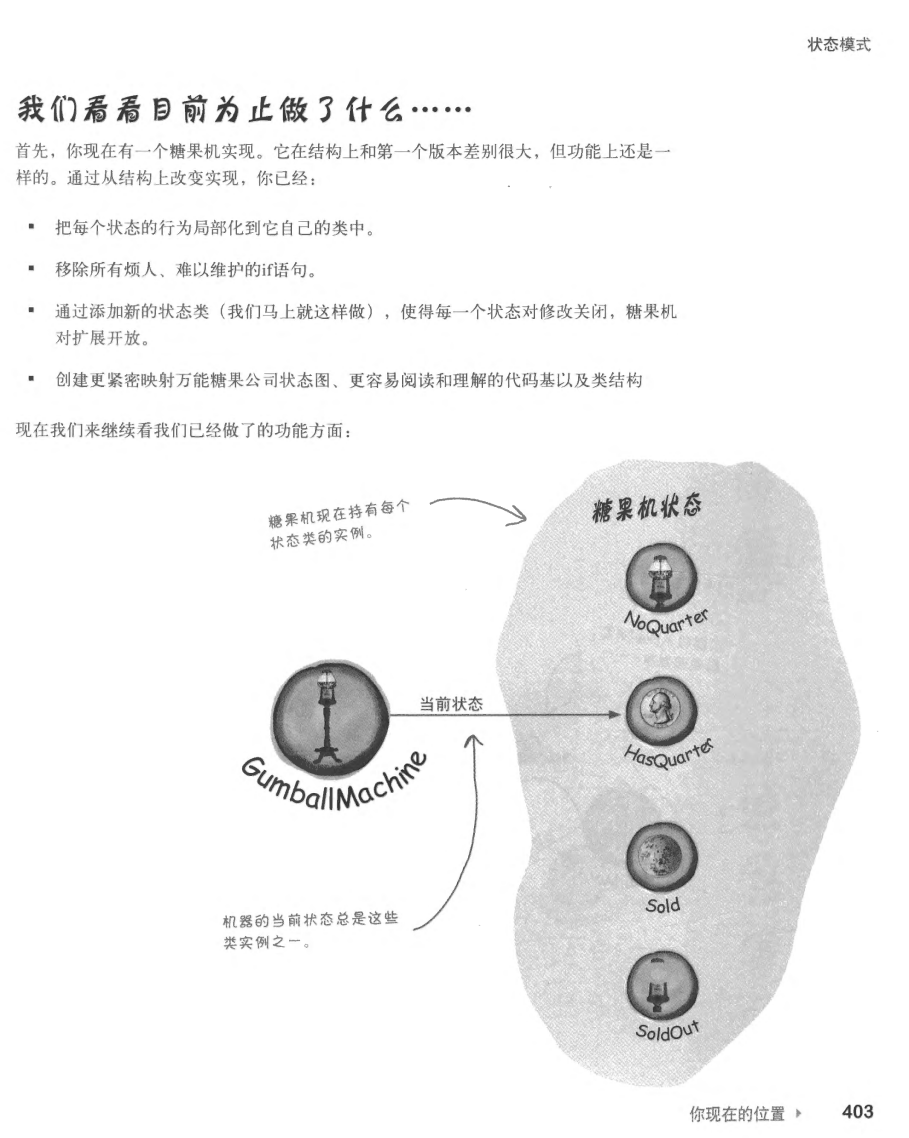 状态模式
我们看看目前为止做了什么……
首先，你现在有一个糖果机实现。它在结构上和第一个版本差别很大，但功能上还是一
样的。通过从结构上改变实现，你已经：
▪ 把每个状态的行为局部化到它自己的类中。
▪ 移除所有烦人、难以维护的if语句。
▪ 通过添加新的状态类（我们马上就这样做），使得每一个状态对修改关闭，糖果机
对扩展开放。
▪ 创建更紧密映射万能糖果公司状态图、更容易阅读和理解的代码基以及类结构
现在我们来继续看我们已经做了的功能方面：
糖果机现在持有每个
状态类的实例。
糖果机状态
NoQuarter
当前状态
HasQuarter
GumballMachine
Sold
机器的当前状态总是这些
类实例之一。
SoldOut
你现在的位置 ▸ 403